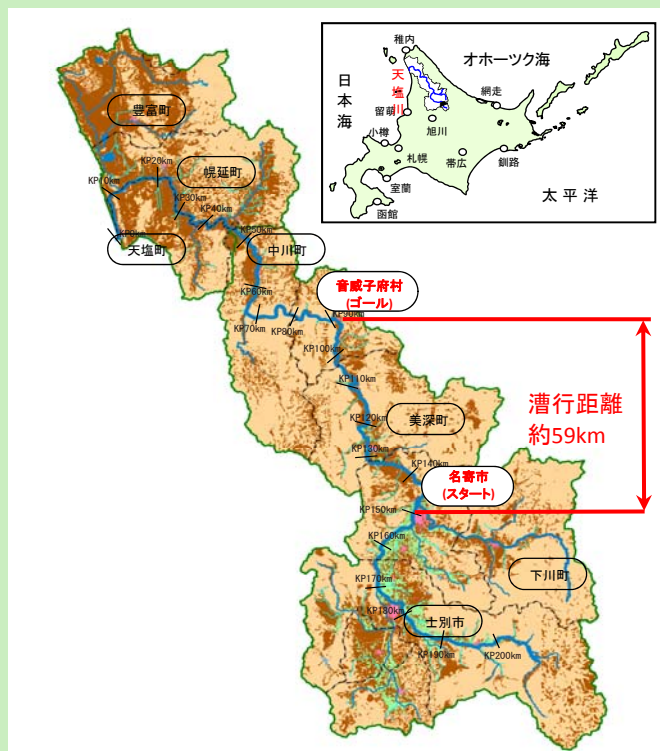 稚内
オホーツク海
日本海
天塩川
網走
留萌
旭川
小樽
札幌
帯広
釧路
室蘭
太平洋
函館
豊富町
KP20km
幌延町
KP10km
KP30km
KP40km
KP0km
KP50km
天塩町
中川町
KP60km
音威子府村
(ゴール)
KP70km
KP80km
KP90km
KP100km
KP110km
漕行距離
約59km
KP120km
美深町
KP130km
KP140km
名寄市
(スタート)
KP150km
KP160km
下川町
KP170km
KP180km
士別市
KP190km
KP200km